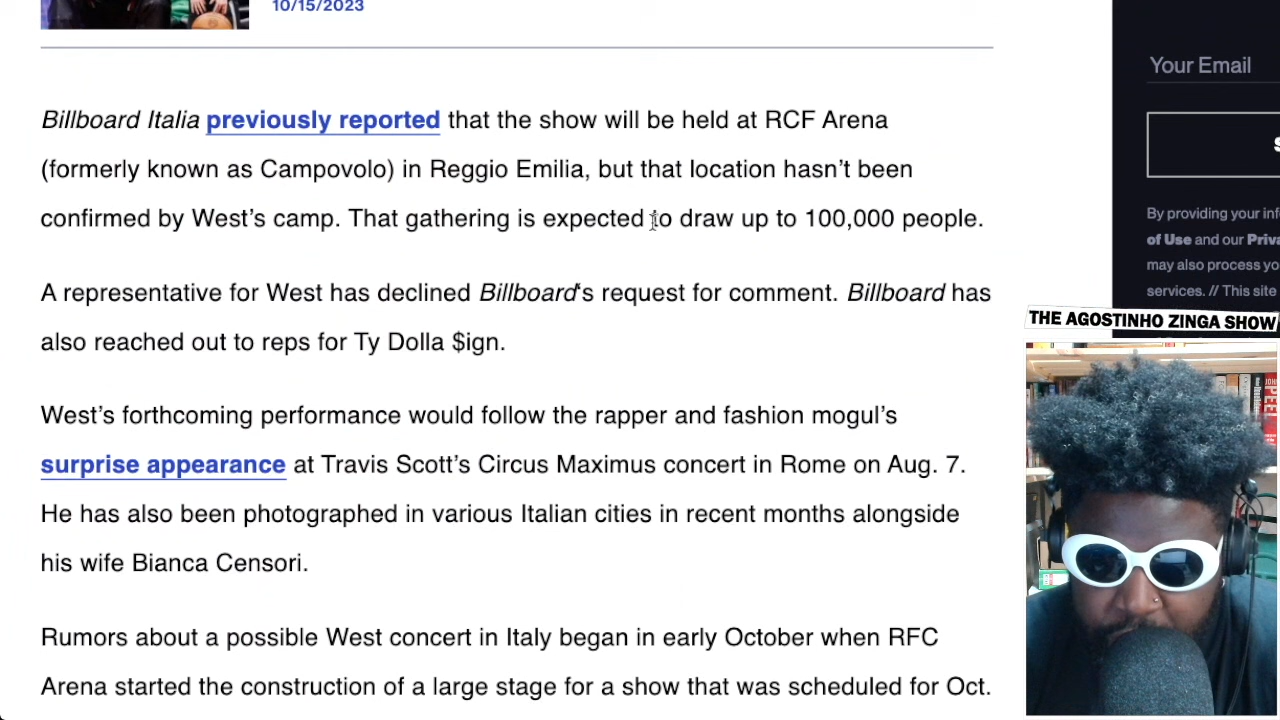 10/15/2023
Billboard Italia previously reported that the show will be held at RCF Arena
(formerly known as Campovolo) in Reggio Emilia, but that location hasn’t been
confirmed by West’s camp. That gathering is expected to draw up to 100,000 people.
A representative for West has declined Billboard‘s request for comment. Billboard has
also reached out to reps for Ty Dolla $ign.
West’s forthcoming performance would follow the rapper and fashion mogul’s
surprise appearance at Travis Scott’s Circus Maximus concert in Rome on Aug. 7.
He has also been photographed in various Italian cities in recent months alongside
his wife Bianca Censori.
Rumors about a possible West concert in Italy began in early October when RFC
Arena started the construction of a large stage for a show that was scheduled for Oct.
Your Email
By providing your inf
of Use and our Priva
may also process yo
services. // This site
THE AGOSTINHO ZINGA SHOW